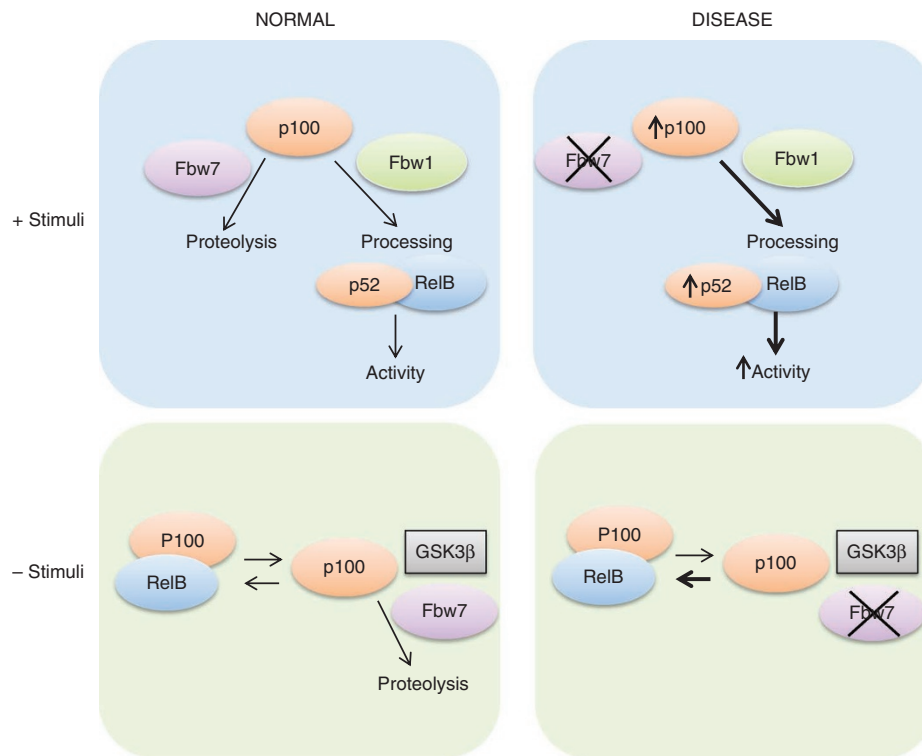 NORMAL
DISEASE
+ Stimuli
p100
Fbw7
Fbw1
Proteolysis
Processing
p52
RelB
Activity
p100
Fbw7
Fbw1
Processing
p52
RelB
Activity
– Stimuli
P100
RelB
p100
GSK3β
Fbw7
Proteolysis
P100
RelB
p100
GSK3β
Fbw7